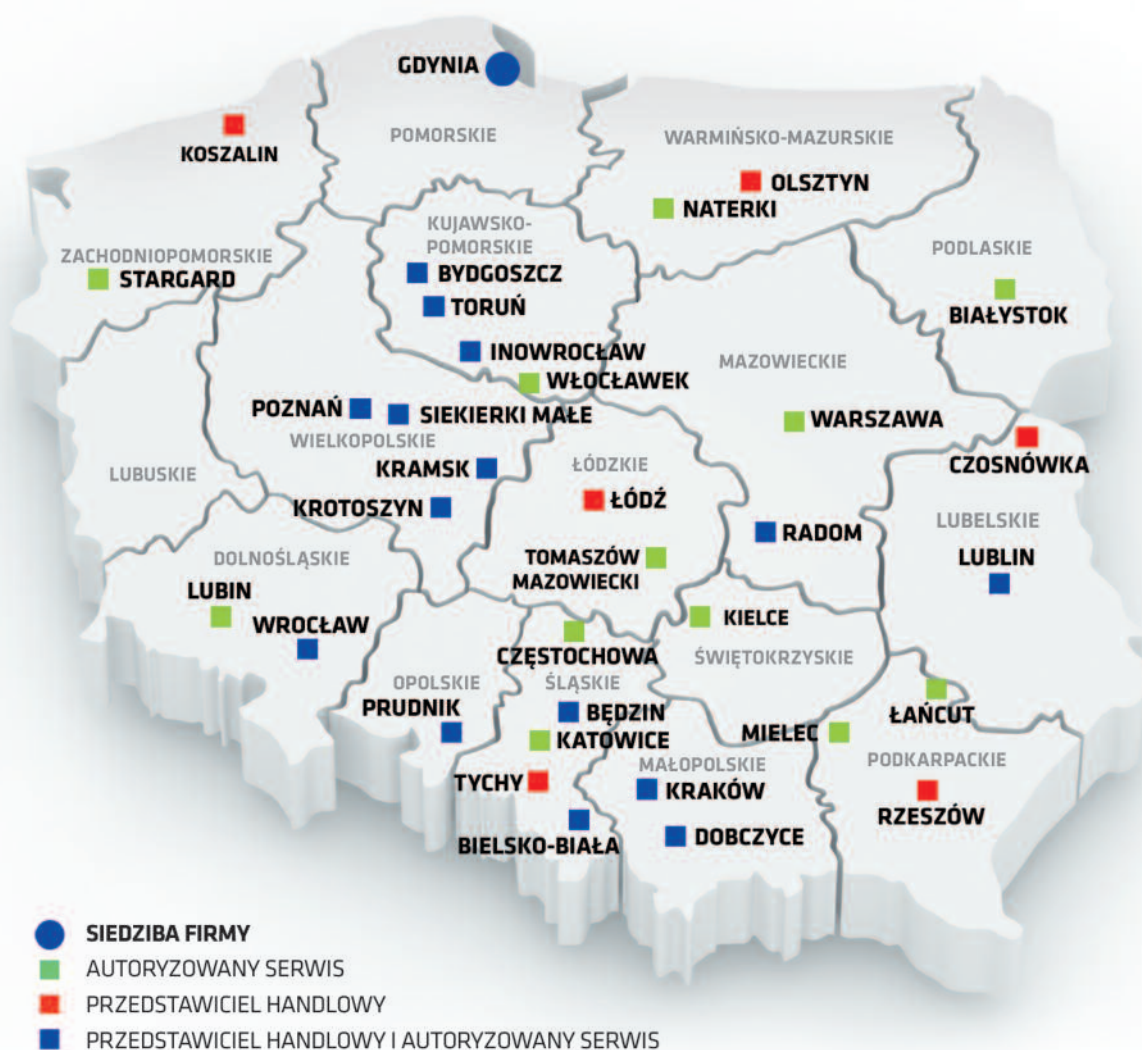 GDYNIA
POMORSKIE
WARMIŃSKO-MAZURSKIE
KOSZALIN
OLSZTYN
NATERKI
KUJAWSKO-
POMORSKIE
PODLASKIE
ZACHODNIOPOMORSKIE
STARGARD
BYDGOSZCZ
TORUŃ
BIAŁYSTOK
INOWROCŁAW
MAZOWIECKIE
WŁOCŁAWEK
POZNAŃ
SIEKIERKI MAŁE
WARSZAWA
WIELKOPOLSKIE
LUBUSKIE
KRAMSK
ŁÓDZKIE
CZOSNÓWKA
KROTOSZYN
ŁÓDŹ
RADOM
LUBELSKIE
DOLNOŚLĄSKIE
TOMASZÓW
MAZOWIECKI
LUBLIN
LUBIN
WROCŁAW
KIELCE
CZĘSTOCHOWA
ŚWIĘTOKRZYSKIE
OPOLSKIE
ŚLĄSKIE
PRUDNIK
BĘDZIN
ŁAŃCUT
KATOWICE
MIELEC
MAŁOPOLSKIE
PODKARPACKIE
TYCHY
KRAKÓW
RZESZÓW
BIELSKO-BIAŁA
DOBCZYCE
SIEDZIBA FIRMY
AUTORYZOWANY SERWIS
PRZEDSTAWICIEL HANDLOWY
PRZEDSTAWICIEL HANDLOWY I AUTORYZOWANY SERWIS